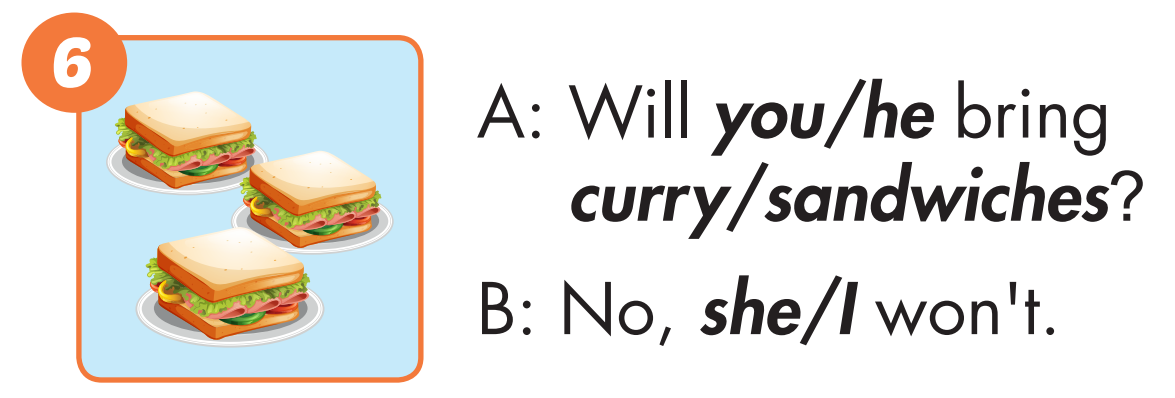 6
A: Will you/he bring
curry/sandwiches?
B: No, she/I won't.